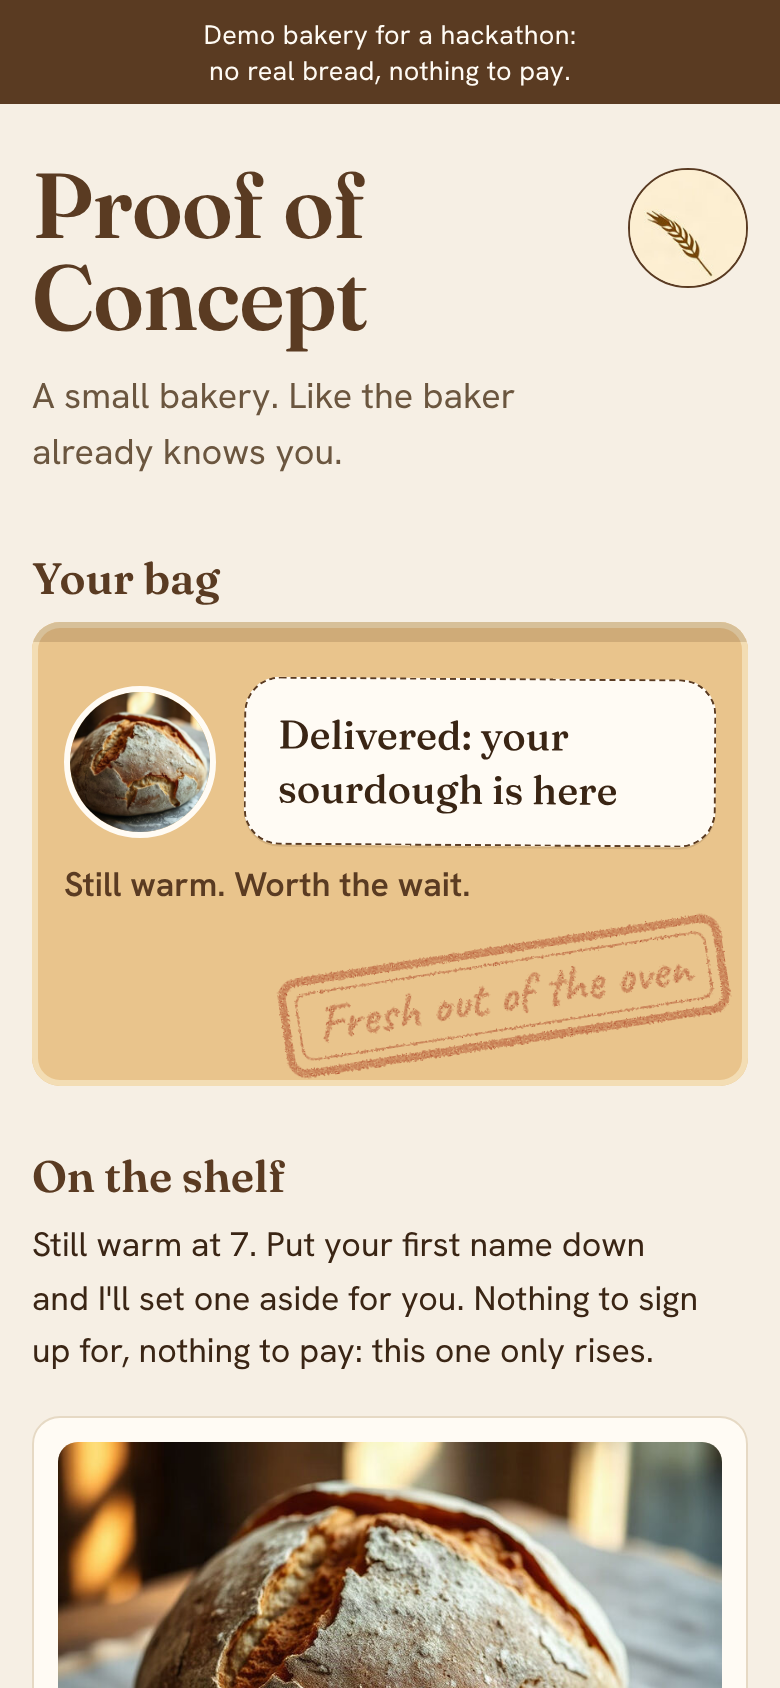 Demo bakery for a hackathon:
no real bread, nothing to pay.
Proof of
Concept
A small bakery. Like the baker
already knows you.
Your bag
Delivered: your
sourdough is here
Still warm. Worth the wait.
Fresh out of the oven
On the shelf
Still warm at 7. Put your first name down
and I'll set one aside for you. Nothing to sign
up for, nothing to pay: this one only rises.